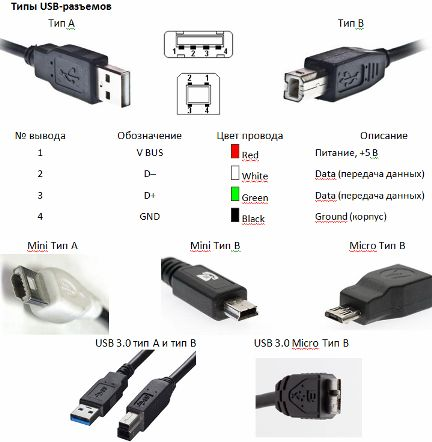 Типы USB-разъемов
Тип A Тип B
1 2 3 4
2 1
3 4
№ вывода Обозначение Цвет провода Описание
1 V BUS Red Питание, +5 В
2 D– White Data (передача данных)
3 D+ Green Data (передача данных)
4 GND Black Ground (корпус)
Mini Тип A Mini Тип B Micro Тип B
USB 3.0 тип A и тип B USB 3.0 Micro Тип B